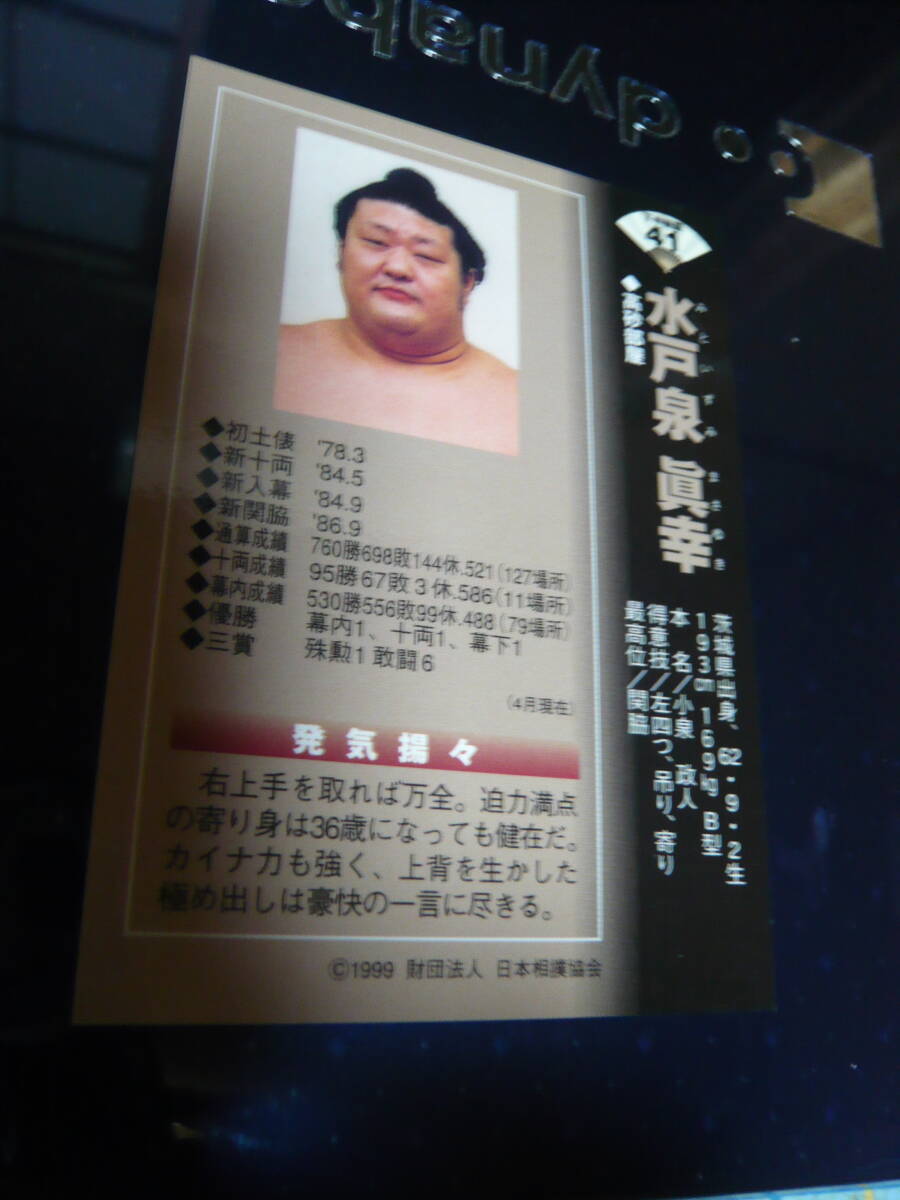 dynab
41
水戸泉 眞幸
みといずみ まさゆき
◆高砂部屋
茨城県出身、62・9・2生
193cm 169kg B型
本 名／小泉 政人
得意技／左四つ、吊り、寄り
最高位／関脇
◆初土俵 '78.3
◆新十両 '84.5
◆新入幕 '84.9
◆新関脇 '86.9
◆通算成績 760勝698敗144休.521(127場所)
◆十両成績 95勝67敗3休.586(11場所)
◆幕内成績 530勝556敗99休.488(79場所)
◆優勝 幕内1、十両1、幕下1
◆三賞 殊勲1 敢闘6
(4月現在)
発気揚々
右上手を取れば万全。迫力満点
の寄り身は36歳になっても健在だ。
カイナ力も強く、上背を生かした
極め出しは豪快の一言に尽きる。
©1999 財団法人 日本相撲協会